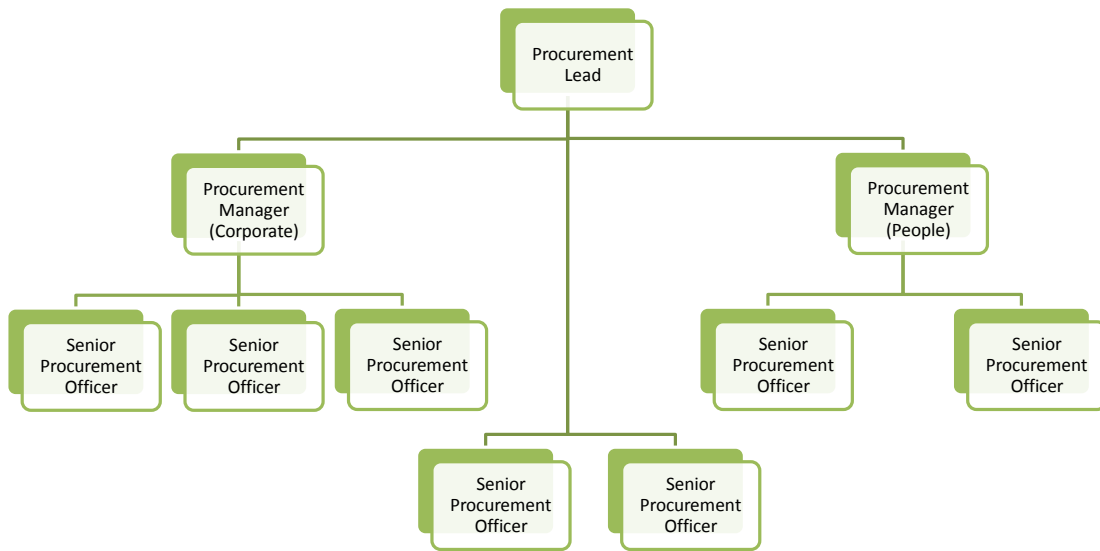 Procurement
Lead
Procurement
Manager
(Corporate)
Procurement
Manager
(People)
Senior
Procurement
Officer
Senior
Procurement
Officer
Senior
Procurement
Officer
Senior
Procurement
Officer
Senior
Procurement
Officer
Senior
Procurement
Officer
Senior
Procurement
Officer